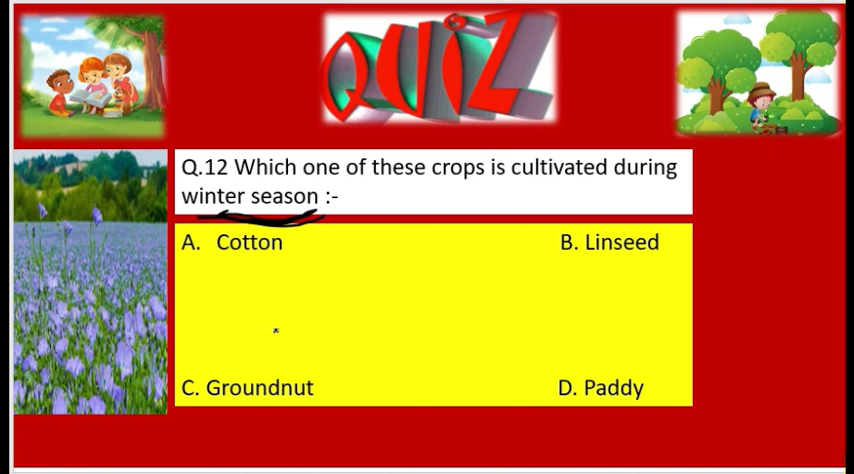 QUiZ
Q.12 Which one of these crops is cultivated during
winter season :-
A. Cotton
B. Linseed
C. Groundnut
D. Paddy